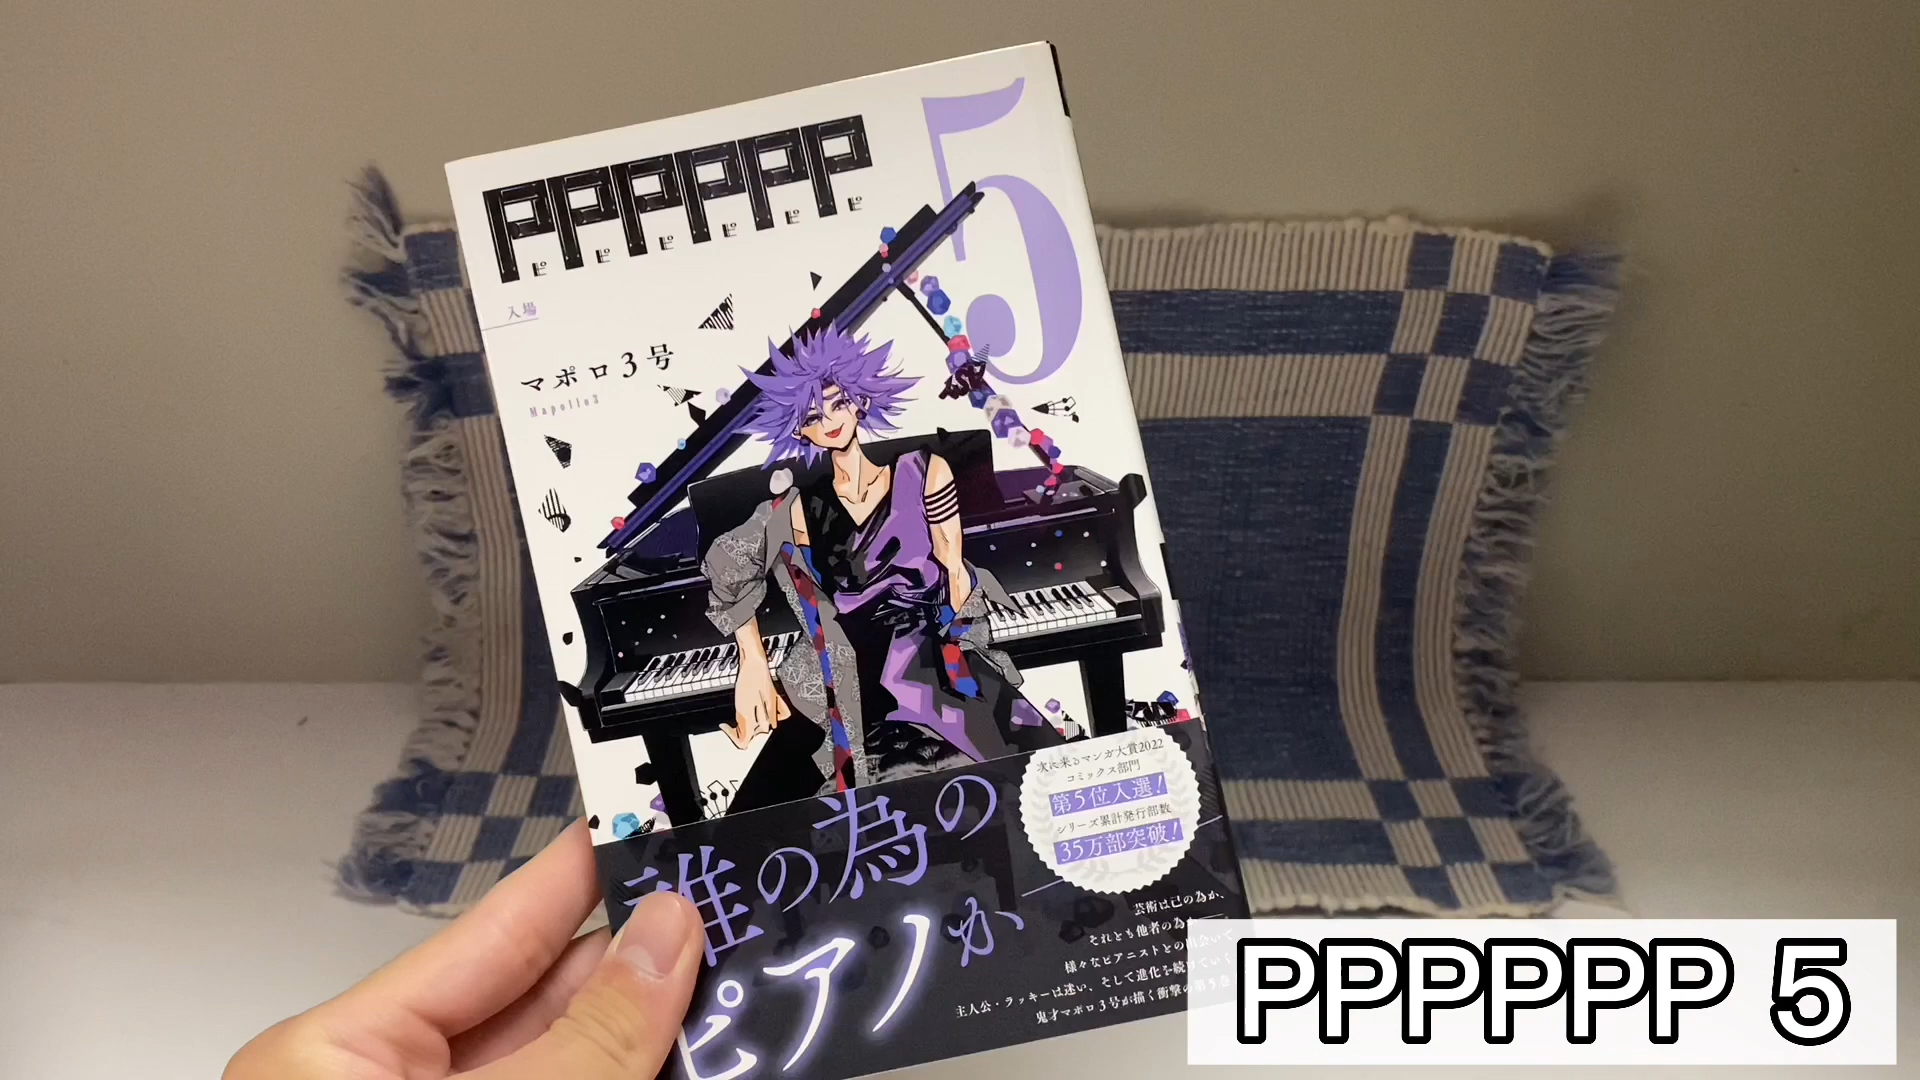 PPPPPP
ピ ピ ピ ピ ピ ピ
5
入場
マポロ3号
Mapollo3
次に来るマンガ大賞2022
コミックス部門
第5位入選!
シリーズ累計発行部数
35万部突破!
誰の為の
ピアノか
芸術は己の為か、
それとも他者の為か
様々なピアニストとの出会いで
主人公・ラッキーは迷い、そして進化を続けていく
鬼才マポロ3号が描く衝撃の第5巻
PPPPPP 5